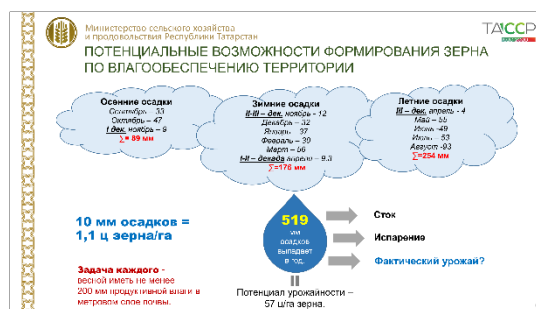 Министерство сельского хозяйства
и продовольствия Республики Татарстан
ТАССР
ПОТЕНЦИАЛЬНЫЕ ВОЗМОЖНОСТИ ФОРМИРОВАНИЯ ЗЕРНА
ПО ВЛАГООБЕСПЕЧЕНИЮ ТЕРРИТОРИИ
Осенние осадки
Сентябрь - 33
Октябрь – 47
I дек. ноябрь – 9
∑= 89 мм
Зимние осадки
II-III – дек. ноябрь - 12
Декабрь – 32
Январь - 37
Февраль – 30
Март – 56
I-II – декада апрель – 9.3
∑=176 мм
Летние осадки
III – дек. апрель - 4
Май – 55
Июнь -49
Июль - 53
Август -93
∑=254 мм
10 мм осадков =
1,1 ц зерна/га
Задача каждого -
весной иметь не менее
200 мм продуктивной влаги в
метровом слое почвы.
519
мм
осадков
выпадает
в год.
Сток
Испарение
Фактический урожай?
Потенциал урожайности –
57 ц/га зерна.